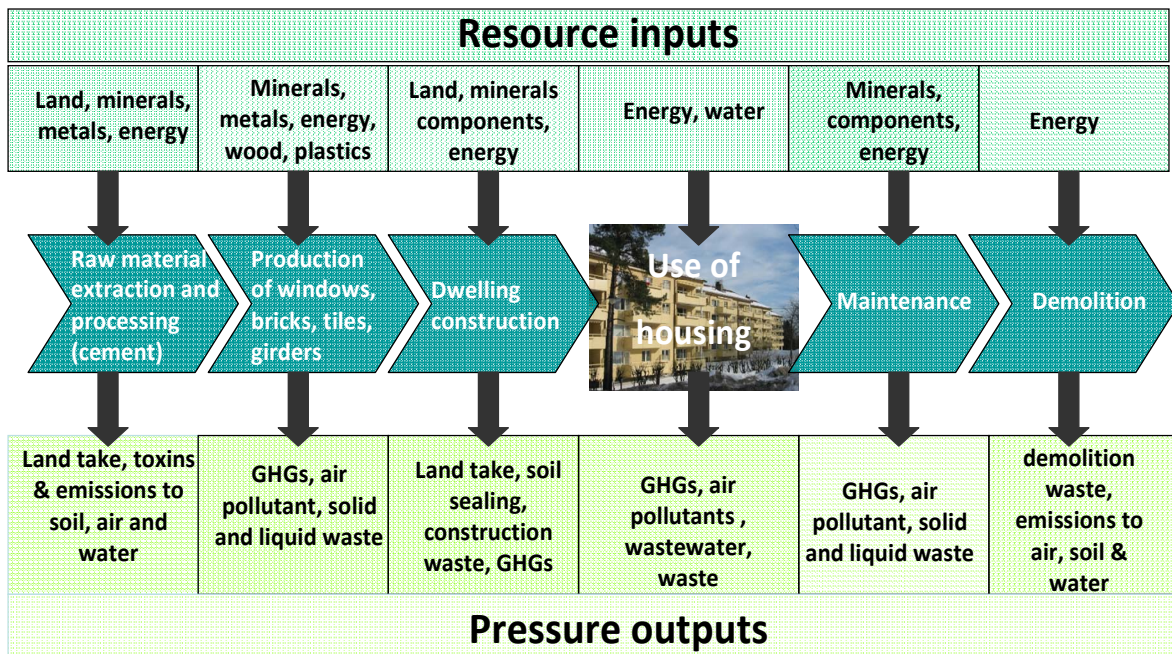 Resource inputs
Land, minerals,
metals, energy
Minerals,
metals, energy,
wood, plastics
Land, minerals
components,
energy
Energy, water
Minerals,
components,
energy
Energy
Raw material
extraction and
processing
(cement)
Production
of windows,
bricks, tiles,
girders
Dwelling
construction
Use of
housing
Maintenance
Demolition
Land take, toxins
& emissions to
soil, air and
water
GHGs, air
pollutant, solid
and liquid waste
Land take, soil
sealing,
construction
waste, GHGs
GHGs, air
pollutants ,
wastewater,
waste
GHGs, air
pollutant, solid
and liquid waste
demolition
waste,
emissions to
air, soil &
water
Pressure outputs